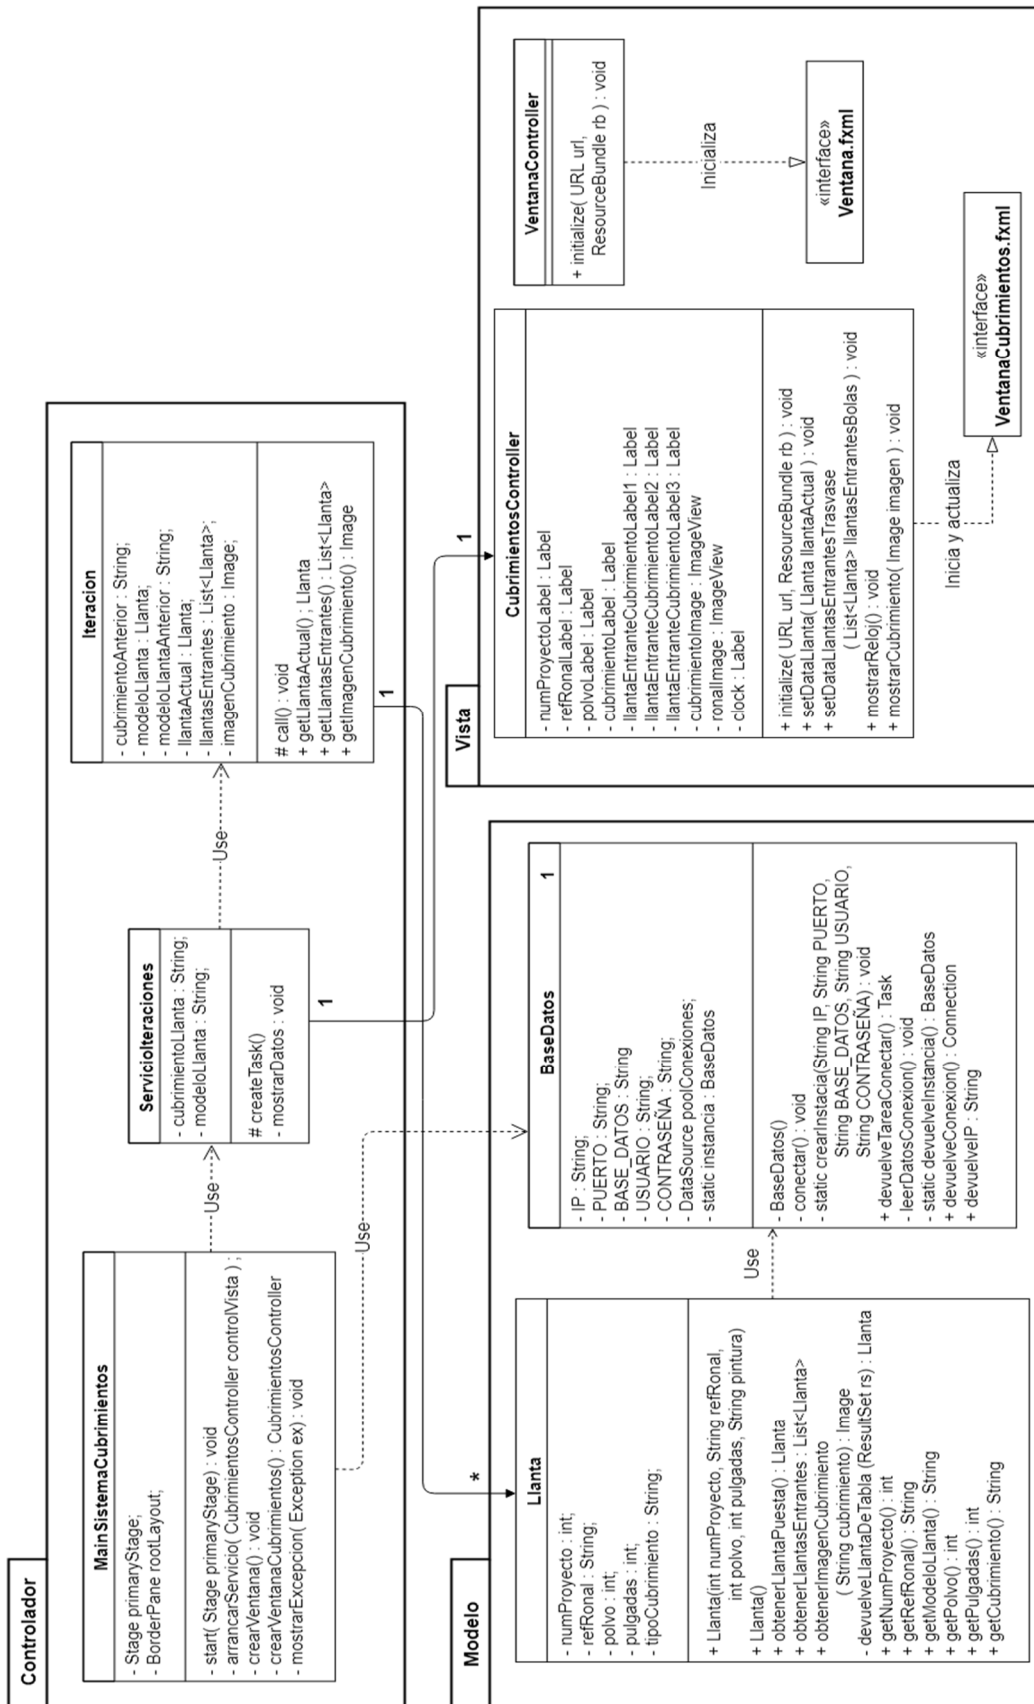 Controlador
MainSistemaCubrimientos
- Stage primaryStage;
- BorderPane rootLayout;
- start( Stage primaryStage) : void
- arrancarServicio( CubrimientosController controlVista ) ;
- crearVentana() : void
- crearVentanaCubrimientos() : CubrimientosController
- mostrarExcepcion( Exception ex) : void
Use
ServicioIteraciones
- cubrimientoLlanta : String;
- modeloLlanta : String;
# createTask()
- mostrarDatos : void
1
Use
Iteracion
- cubrimientoAnterior : String;
- modeloLlanta : Llanta;
- modeloLlantaAnterior : String;
- llantaActual : Llanta;
- llantasEntrantes : List<Llanta>;
- imagenCubrimiento : Image;
# call() : void
+ getLlantaActual() ; Llanta
+ getLlantasEntrantes() : List<Llanta>
+ getImagenCubrimiento() : Image
1
Use
Modelo
*
Llanta
- numProyecto : int;
- refRonal : String;
- polvo : int;
- pulgadas : int;
- tipoCubrimiento : String;
+ Llanta(int numProyecto, String refRonal,
int polvo, int pulgadas, String pintura)
+ Llanta()
+ obtenerLlantaPuesta() : Llanta
+ obtenerLlantasEntrantes : List<Llanta>
+ obtenerImagenCubrimiento
( String cubrimiento) : Image
- devuelveLlantaDeTabla (ResultSet rs) : Llanta
+ getNumProyecto() : int
+ getRefRonal() : String
+ getModeloLlanta() : String
+ getPolvo() : int
+ getPulgadas() : int
+ getCubrimiento() : String
Use
BaseDatos
1
- IP : String;
- PUERTO : String;
- BASE_DATOS : String
- USUARIO : String;
- CONTRASEÑA : String;
- DataSource poolConexiones;
- static instancia : BaseDatos
- BaseDatos()
- conectar() : void
- static crearInstacia(String IP, String PUERTO,
String BASE_DATOS, String USUARIO,
String CONTRASEÑA) : void
+ devuelveTareaConectar() : Task
- leerDatosConexion() : void
- static devuelveInstancia() : BaseDatos
+ devuelveConexion() : Connection
+ devuelveIP : String
Vista
1
CubrimientosController
- numProyectoLabel : Label
- refRonalLabel : Label
- polvoLabel : Label
- cubrimientoLabel : Label
- llantaEntranteCubrimientoLabel1 : Label
- llantaEntranteCubrimientoLabel2 : Label
- llantaEntranteCubrimientoLabel3 : Label
- cubrimientoImage : ImageView
- ronalImage : ImageView
- clock : Label
+ initialize( URL url, ResourceBundle rb ) : void
+ setDataLlanta( Llanta llantaActual ) : void
+ setDataLlantasEntrantesTrasvase
( List<Llanta> llantasEntrantesBolas ) : void
+ mostrarReloj() : void
+ mostrarCubrimiento( Image imagen ) : void
Inicia y actualiza
«interface»
VentanaCubrimientos.fxml
VentanaController
+ initialize( URL url,
ResourceBundle rb ) : void
Inicializa
«interface»
Ventana.fxml